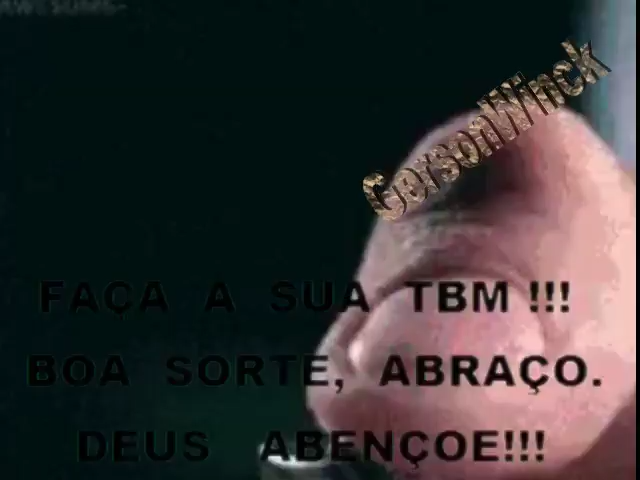 GersonWinck
FAÇA A SUA TBM !!!
BOA SORTE, ABRAÇO.
DEUS ABENÇOE!!!